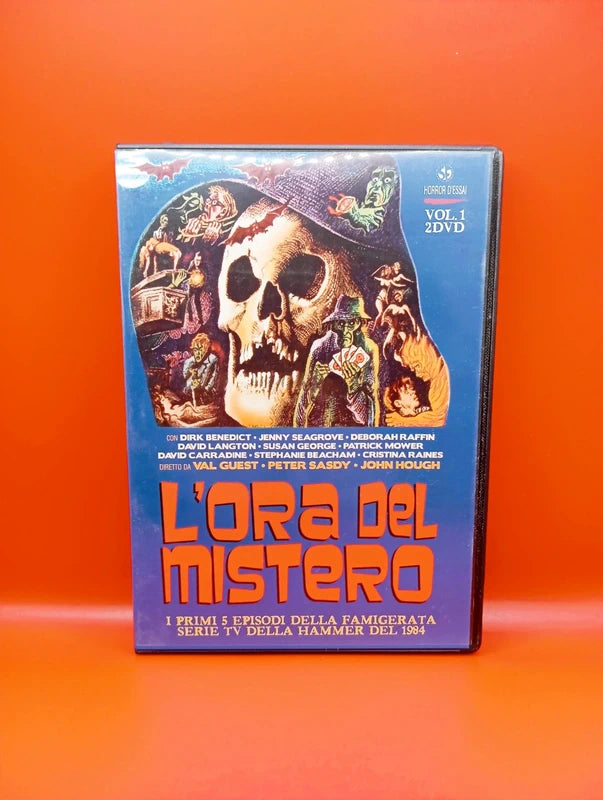 HORROR D'ESSAI
VOL. 1
2DVD
CON DIRK BENEDICT • JENNY SEAGROVE • DEBORAH RAFFIN
DAVID LANGTON • SUSAN GEORGE • PATRICK MOWER
DAVID CARRADINE • STEPHANIE BEACHAM • CRISTINA RAINES
DIRETTO DA VAL GUEST • PETER SASDY • JOHN HOUGH
L'ORA DEL
MISTERO
I PRIMI 5 EPISODI DELLA FAMIGERATA
SERIE TV DELLA HAMMER DEL 1984